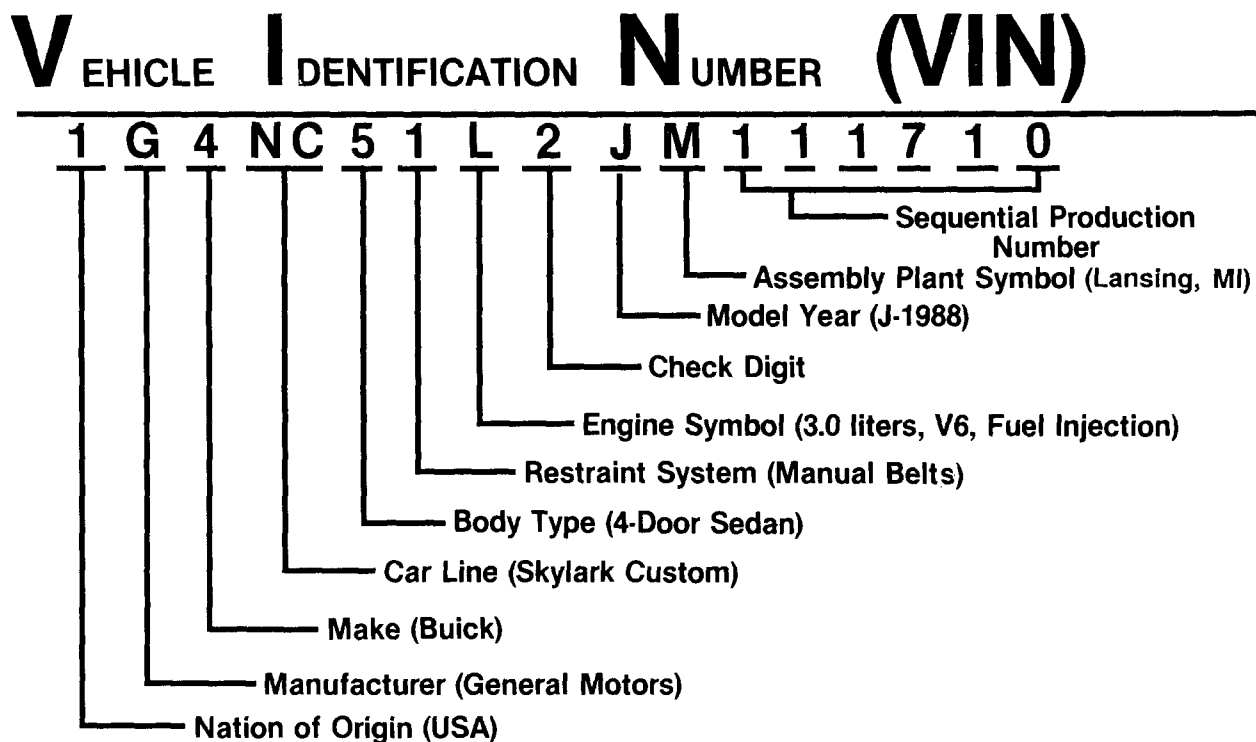 VEHICLE IDENTIFICATION NUMBER (VIN)
1 G 4 N C 5 1 L 2 J M 1 1 1 7 1 0
Sequential Production
Number
Assembly Plant Symbol (Lansing, MI)
Model Year (J-1988)
Check Digit
Engine Symbol (3.0 liters, V6, Fuel Injection)
Restraint System (Manual Belts)
Body Type (4-Door Sedan)
Car Line (Skylark Custom)
Make (Buick)
Manufacturer (General Motors)
Nation of Origin (USA)